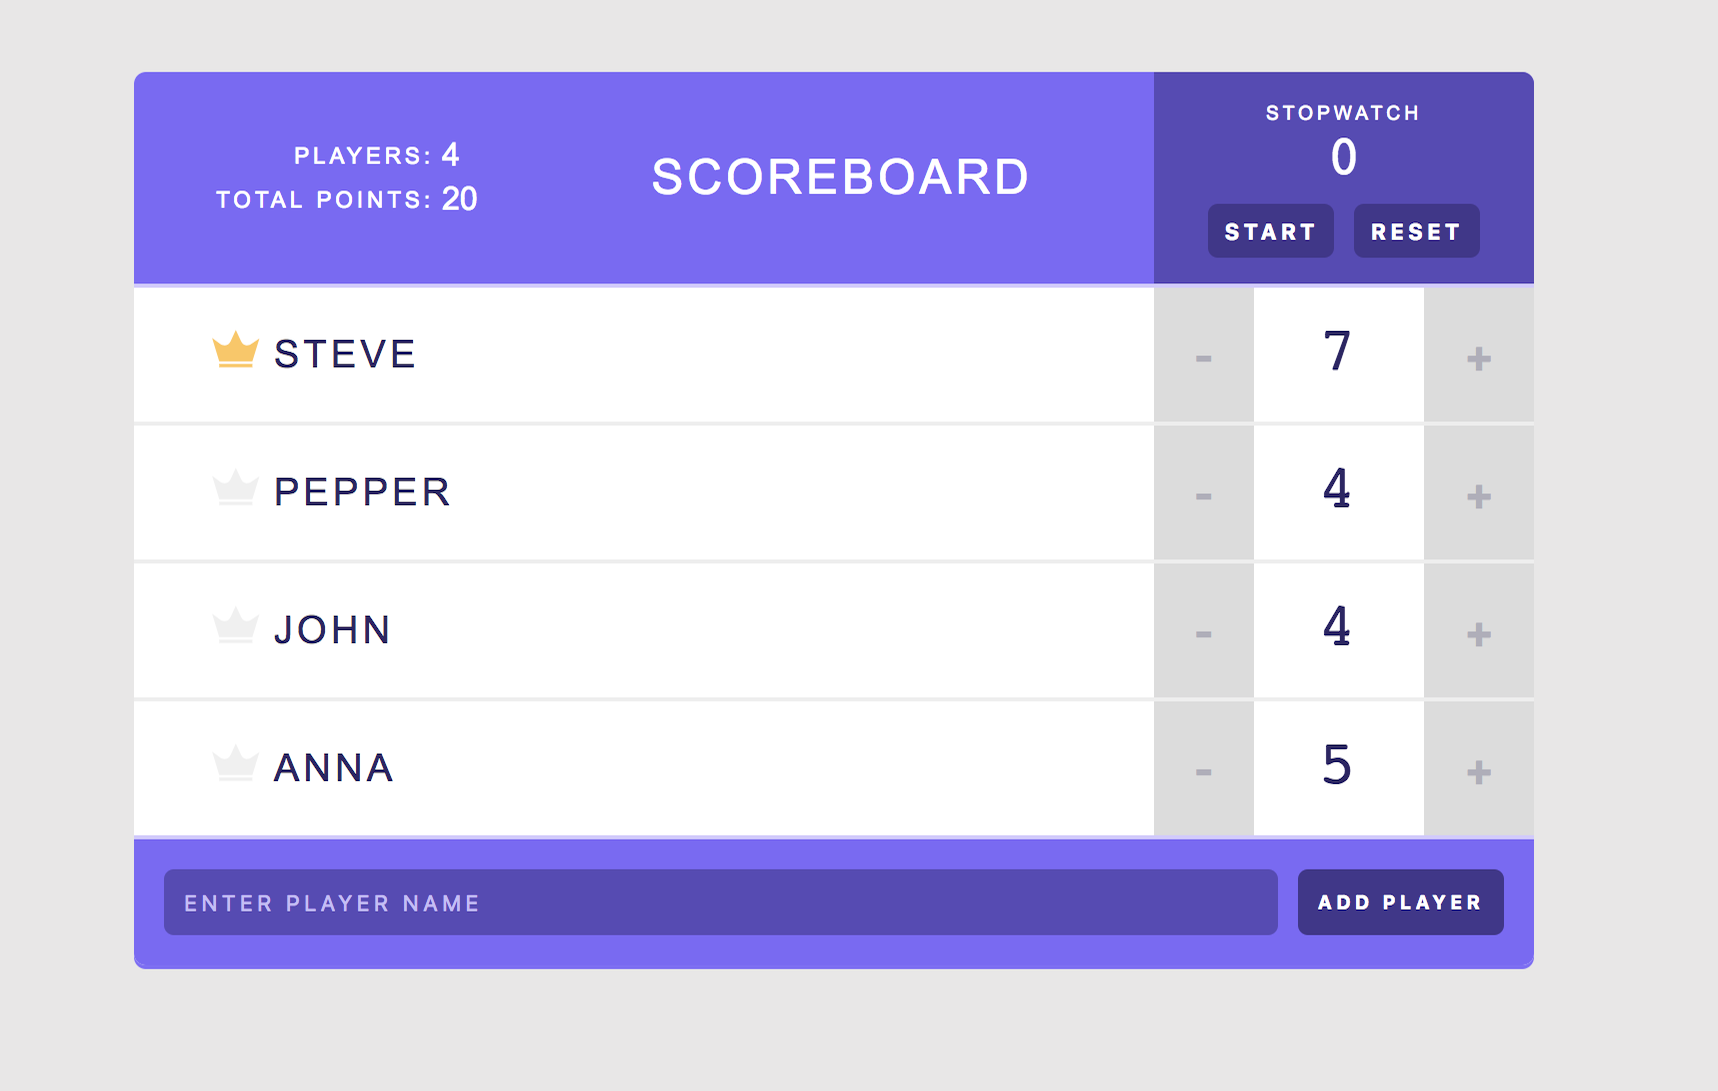 PLAYERS: 4
TOTAL POINTS: 20
SCOREBOARD
STOPWATCH
0
START RESET
STEVE - 7 +
PEPPER - 4 +
JOHN - 4 +
ANNA - 5 +
ENTER PLAYER NAME ADD PLAYER